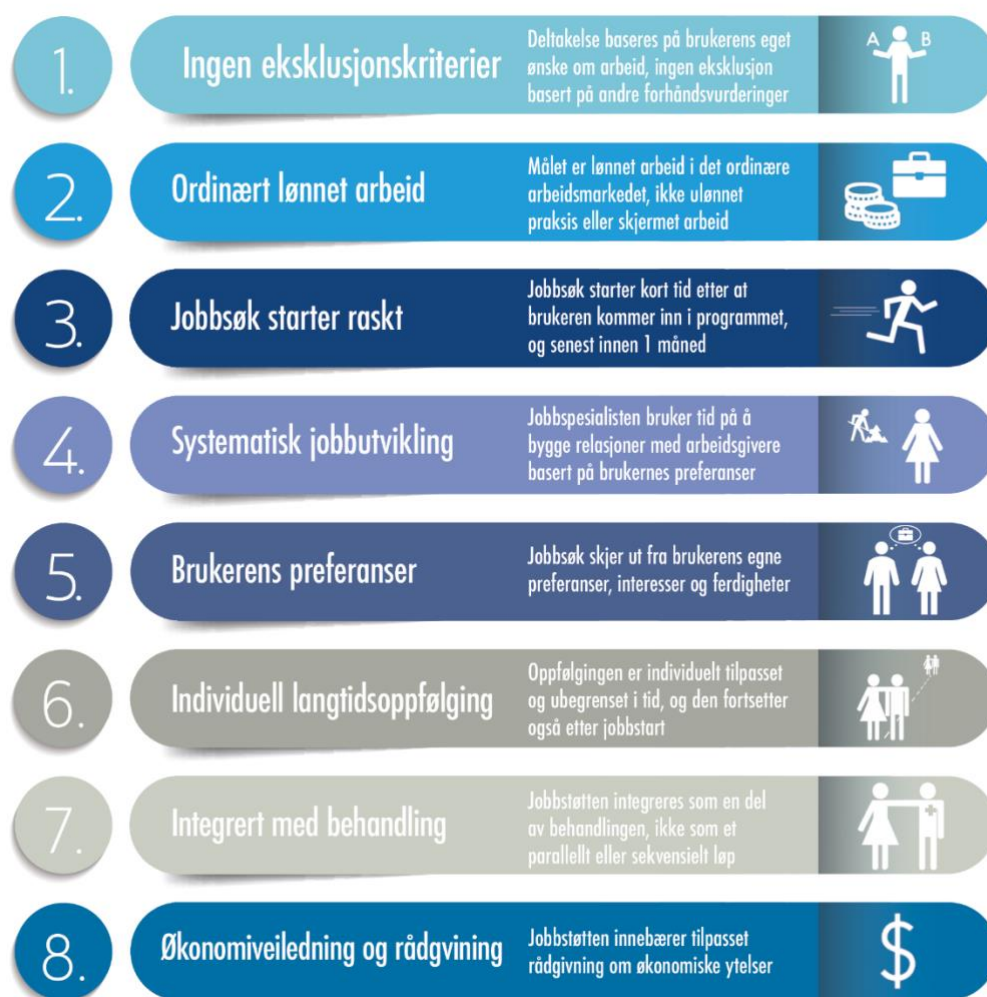 1.
Ingen eksklusjonskriterier
Deltakelse baseres på brukerens eget
ønske om arbeid, ingen eksklusjon
basert på andre forhåndsvurderinger
A B
2.
Ordinært lønnet arbeid
Målet er lønnet arbeid i det ordinære
arbeidsmarkedet, ikke ulønnet
praksis eller skjermet arbeid
3.
Jobbsøk starter raskt
Jobbsøk starter kort tid etter at
brukeren kommer inn i programmet,
og senest innen 1 måned
4.
Systematisk jobbutvikling
Jobbspesialisten bruker tid på å
bygge relasjoner med arbeidsgivere
basert på brukernes preferanser
5.
Brukerens preferanser
Jobbsøk skjer ut fra brukerens egne
preferanser, interesser og ferdigheter
6.
Individuell langtidsoppfølging
Oppfølgingen er individuelt tilpasset
og ubegrenset i tid, og den fortsetter
også etter jobbstart
7.
Integrert med behandling
Jobbstøtten integreres som en del
av behandlingen, ikke som et
parallellt eller sekvensielt løp
8.
Økonomiveiledning og rådgvining
Jobbstøtten innebærer tilpasset
rådgivning om økonomiske ytelser
$